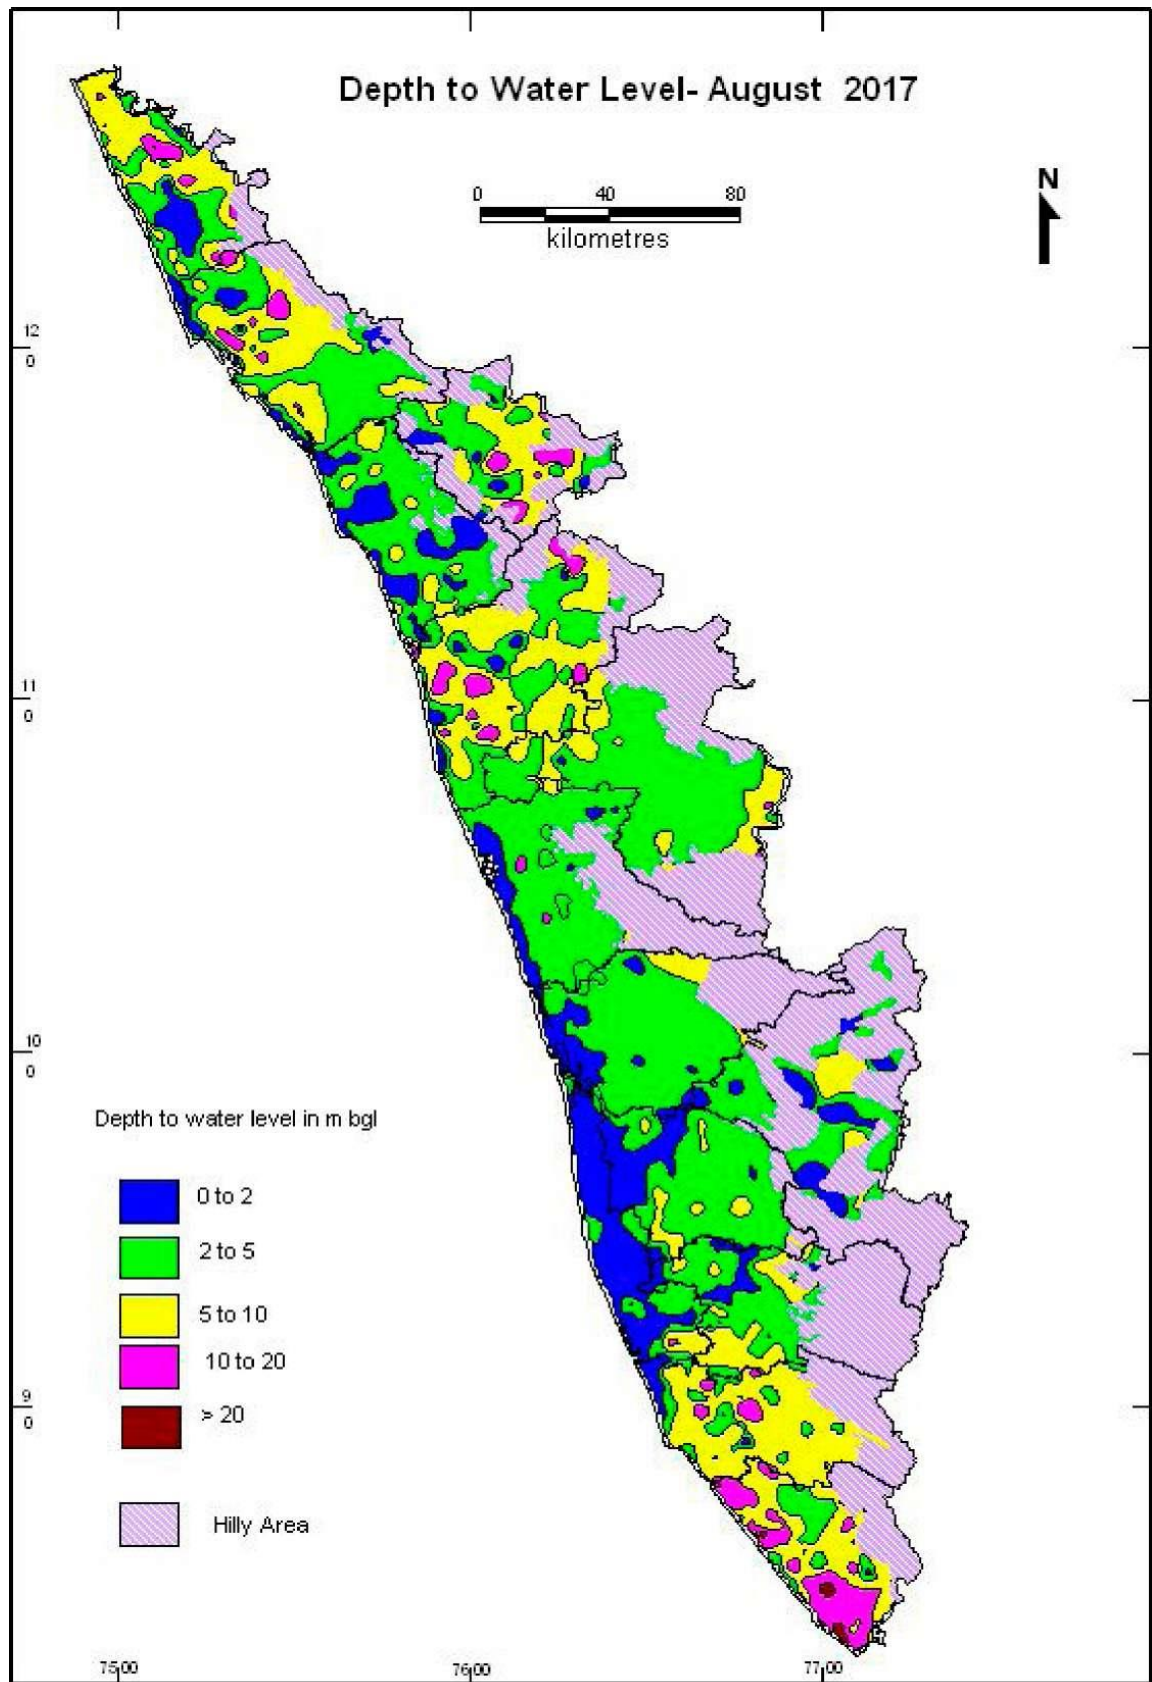 Depth to Water Level- August 2017
N
0 40 80
kilometres
12
0
11
0
10
0
9
0
Depth to water level in m bgl
0 to 2
2 to 5
5 to 10
10 to 20
> 20
Hilly Area
75 00 76 00 77 00